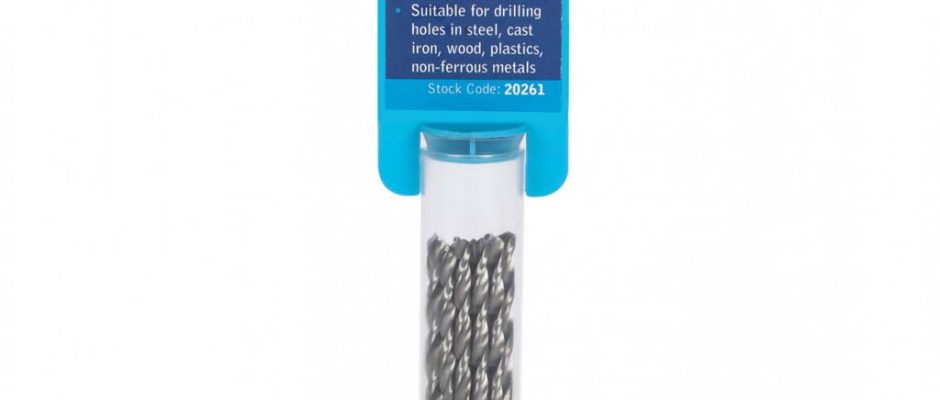 • Suitable for drilling
holes in steel, cast
iron, wood, plastics,
non-ferrous metals
Stock Code: 20261